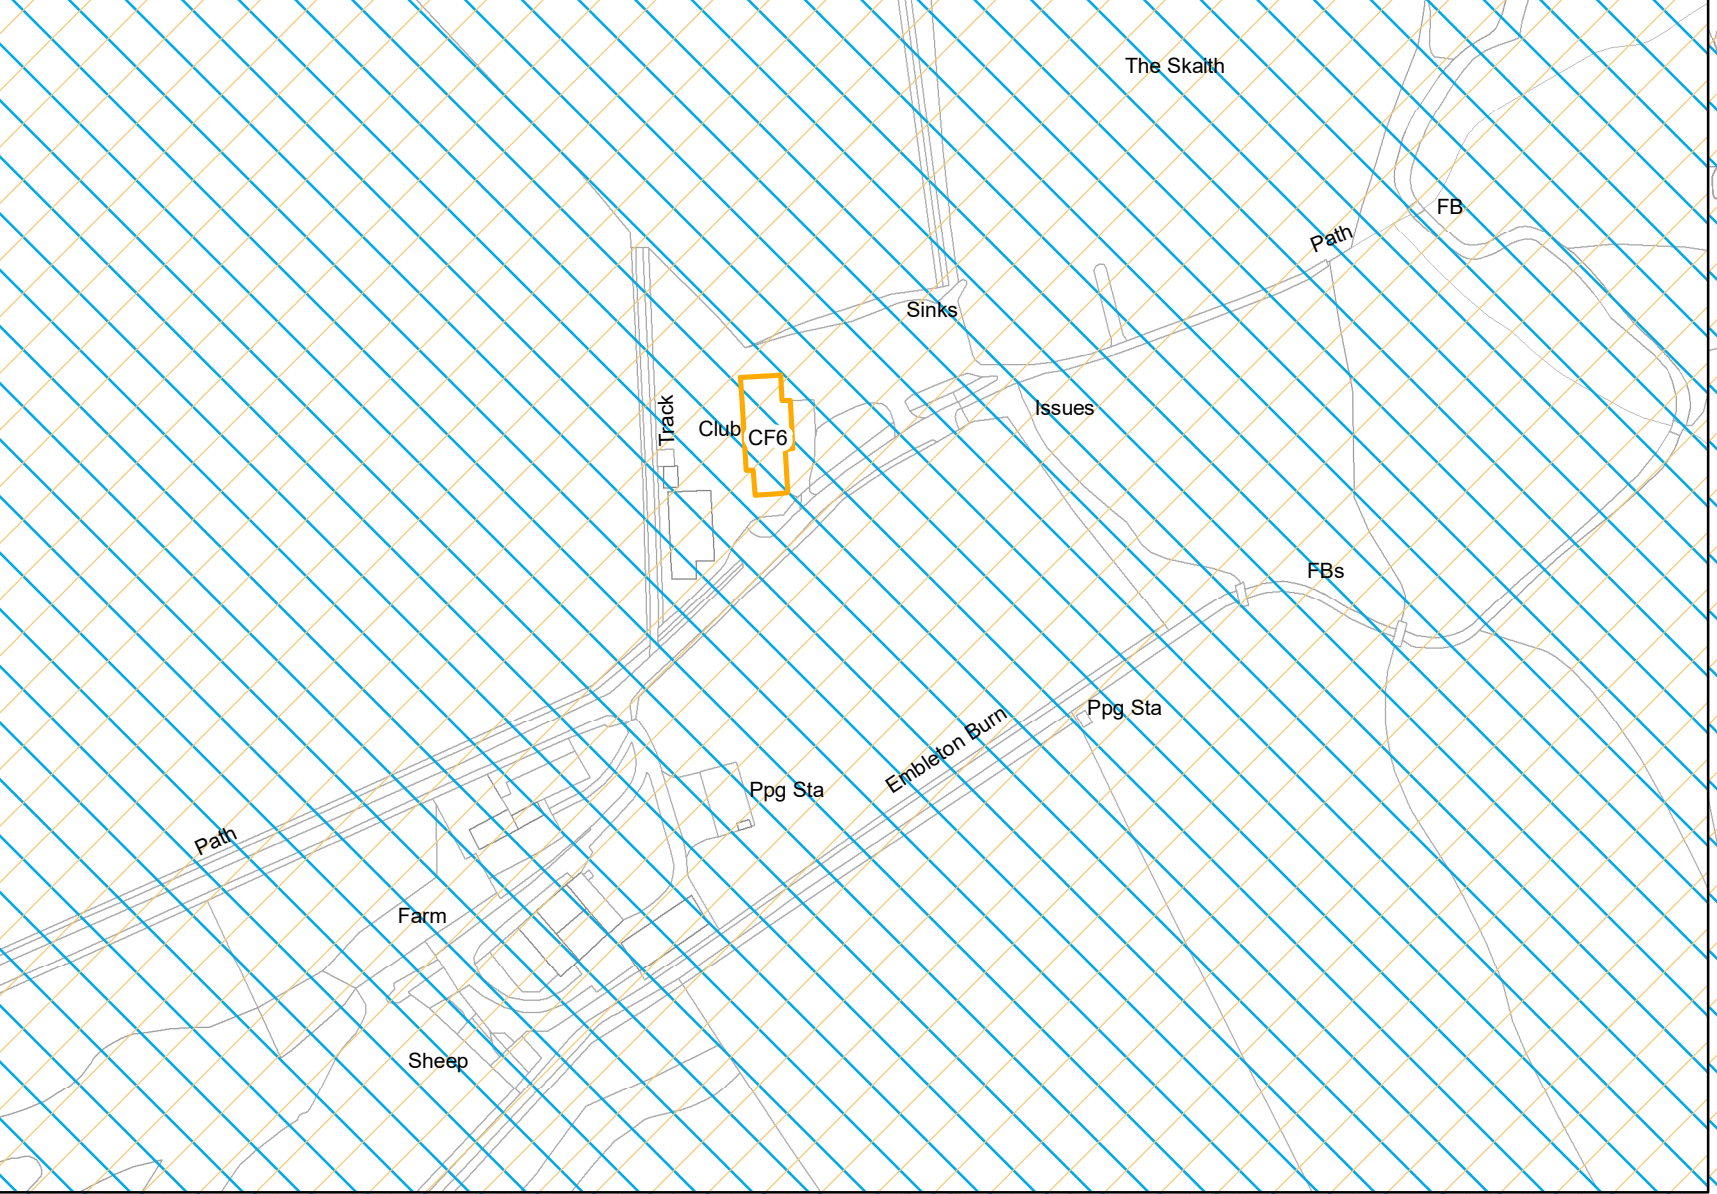 The Skaith
FB
Path
Sinks
Track
Club
CF6
Issues
FBs
Ppg Sta
Embleton Burn
Ppg Sta
Path
Farm
Sheep